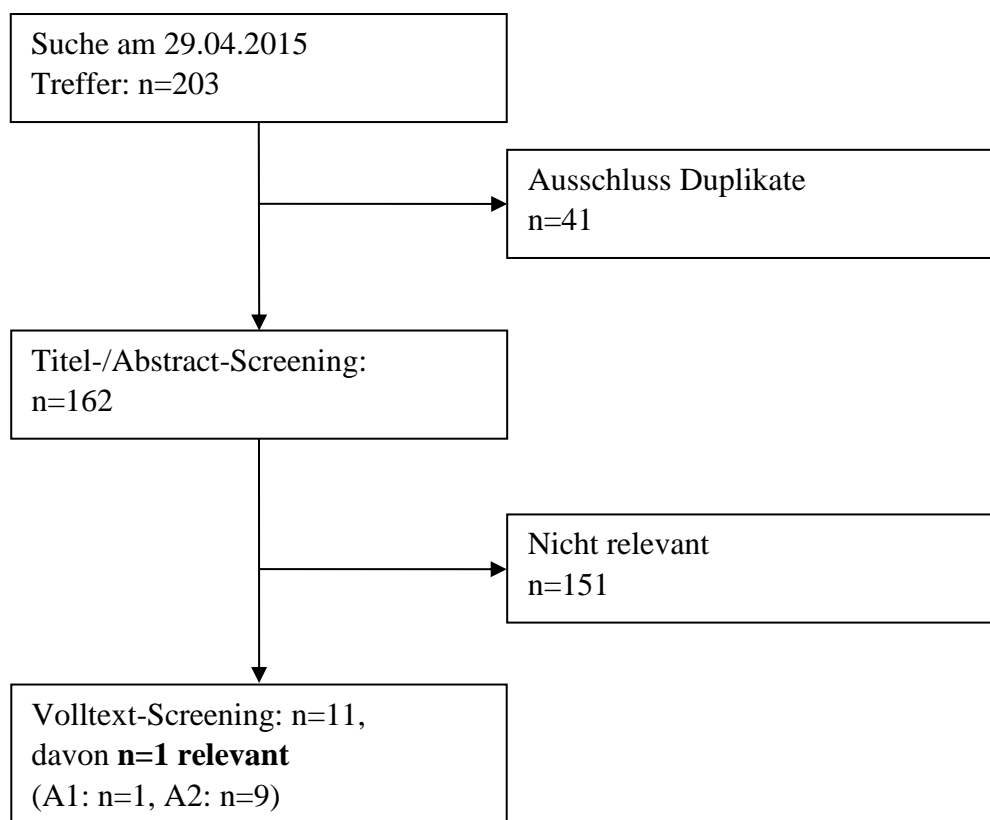 Suche am 29.04.2015
Treffer: n=203
Ausschluss Duplikate
n=41
Titel-/Abstract-Screening:
n=162
Nicht relevant
n=151
Volltext-Screening: n=11,
davon n=1 relevant
(A1: n=1, A2: n=9)